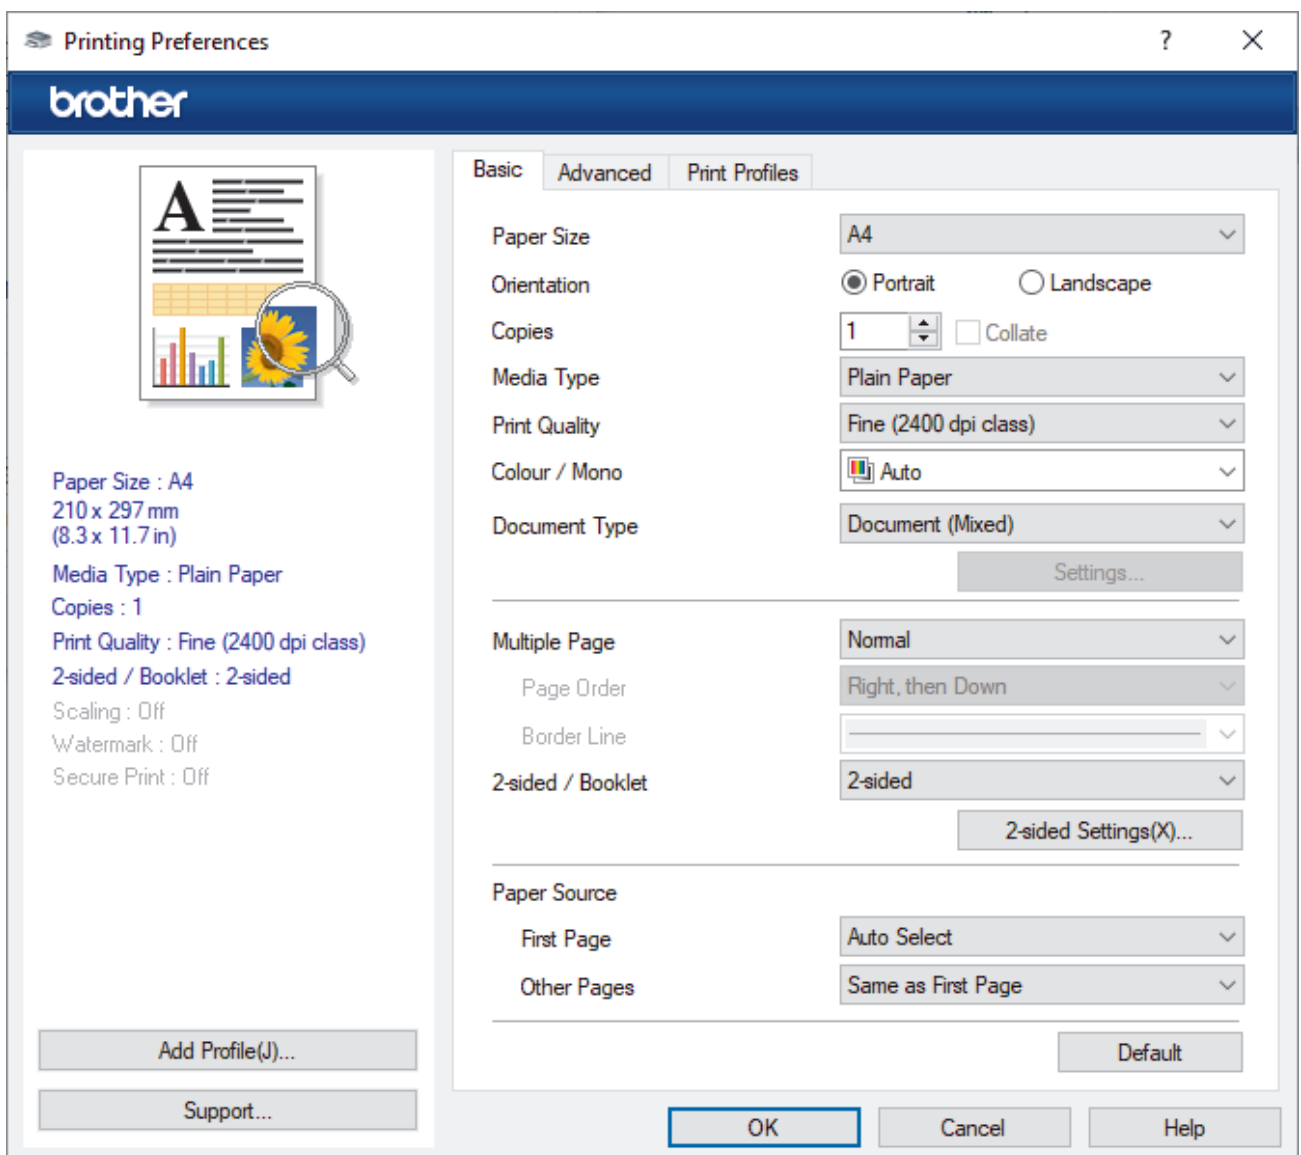 Printing Preferences
?
brother
A
Paper Size : A4
210 x 297 mm
(8.3 x 11.7 in)
Media Type : Plain Paper
Copies : 1
Print Quality : Fine (2400 dpi class)
2-sided / Booklet : 2-sided
Scaling : Off
Watermark : Off
Secure Print : Off
Add Profile(J)...
Support...
Basic Advanced Print Profiles
Paper Size A4
Orientation Portrait Landscape
Copies 1 Collate
Media Type Plain Paper
Print Quality Fine (2400 dpi class)
Colour / Mono Auto
Document Type Document (Mixed)
Settings...
Multiple Page Normal
Page Order Right, then Down
Border Line
2-sided / Booklet 2-sided
2-sided Settings(X)...
Paper Source
First Page Auto Select
Other Pages Same as First Page
Default
OK Cancel Help